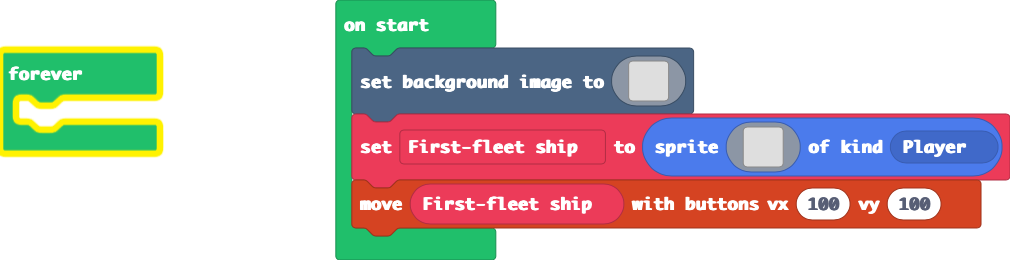 forever
on start
set background image to
set First-fleet ship to sprite of kind Player
move First-fleet ship with buttons vx 100 vy 100